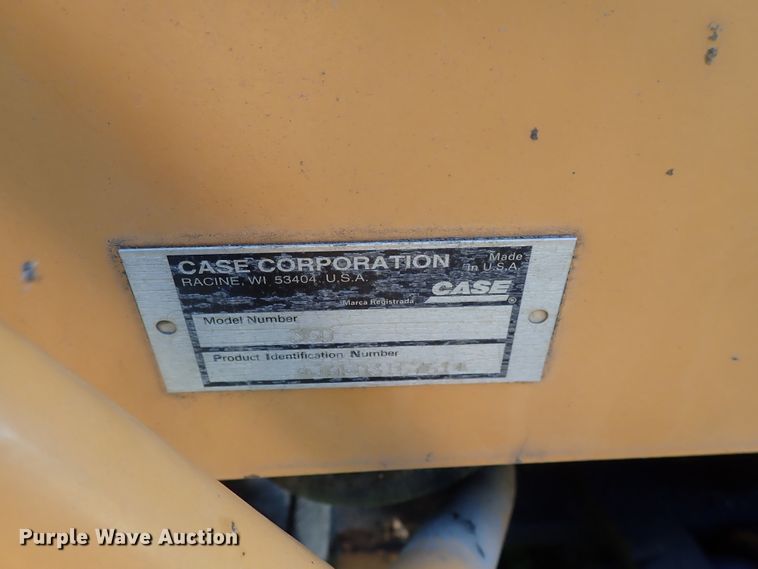 CASE CORPORATION
RACINE, WI 53404, U.S.A.
Made
In U.S.A.
Marca Registrada
CASE®
Model Number
Product Identification Number
Purple Wave Auction